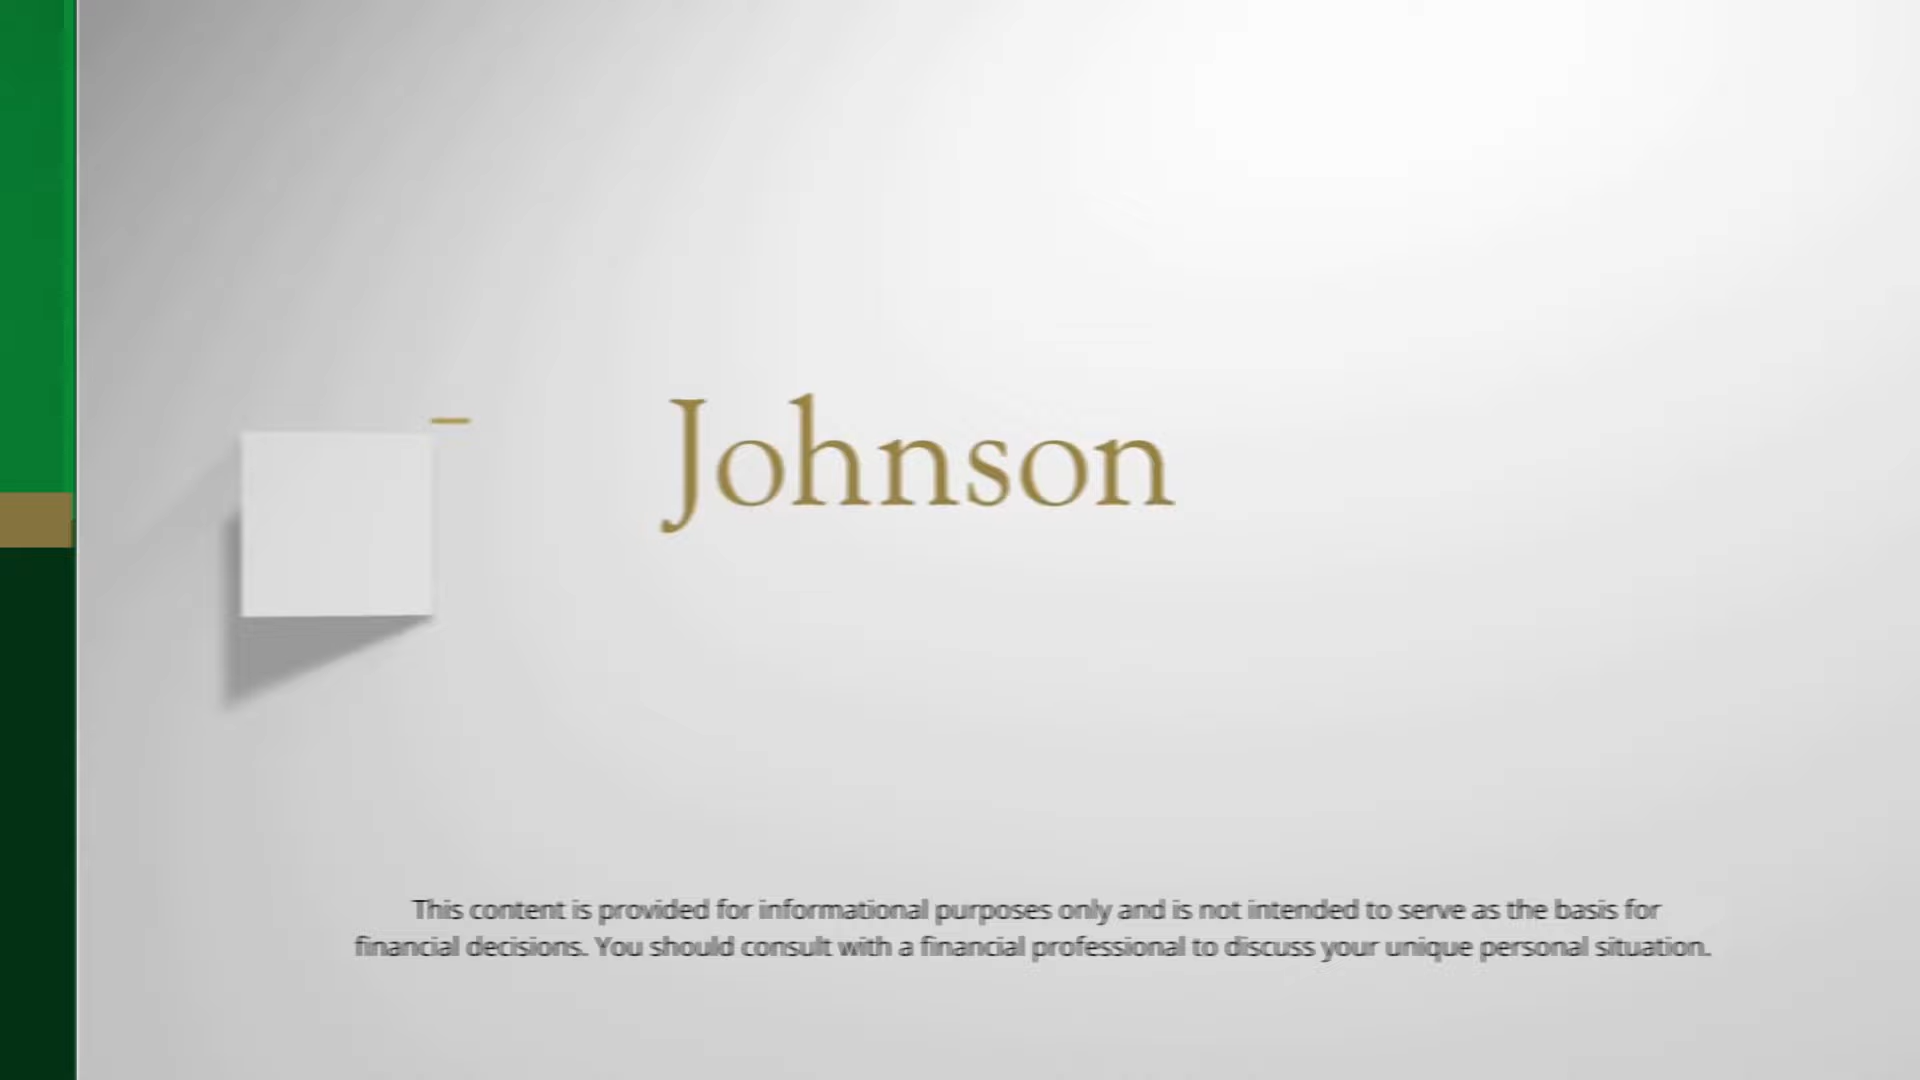 Johnson
This content is provided for informational purposes only and is not intended to serve as the basis for
financial decisions. You should consult with a financial professional to discuss your unique personal situation.